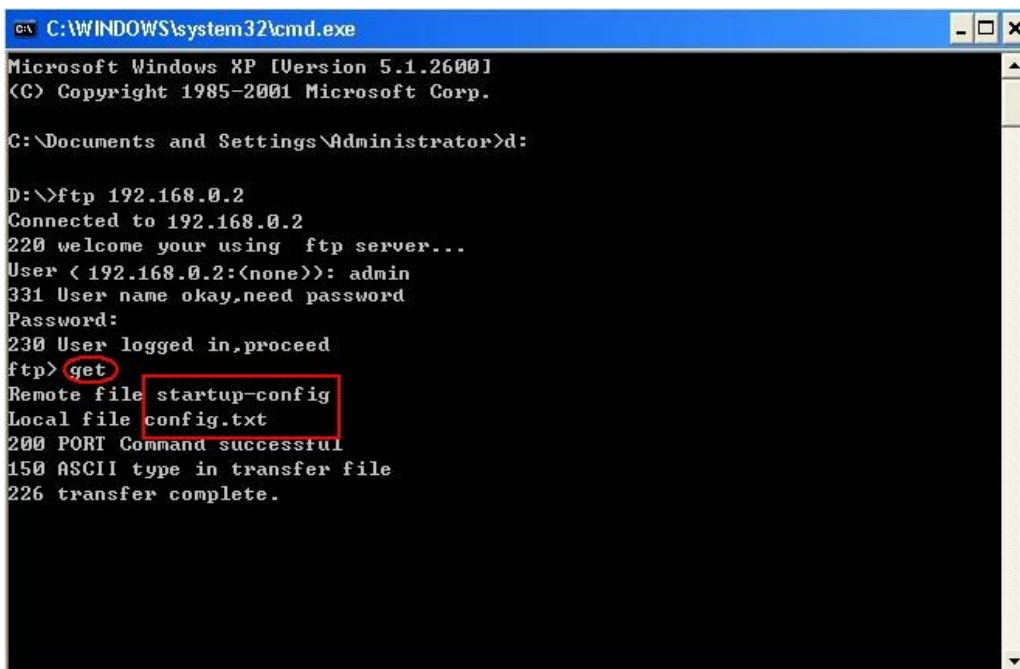 C:\WINDOWS\system32\cmd.exe
Microsoft Windows XP [Version 5.1.2600]
(C) Copyright 1985-2001 Microsoft Corp.
C:\Documents and Settings\Administrator>d:
D:\>ftp 192.168.0.2
Connected to 192.168.0.2
220 welcome your using  ftp server...
User ( 192.168.0.2:(none)): admin
331 User name okay,need password
Password:
230 User logged in,proceed
ftp> get
Remote file startup-config
Local file config.txt
200 PORT Command successful
150 ASCII type in transfer file
226 transfer complete.